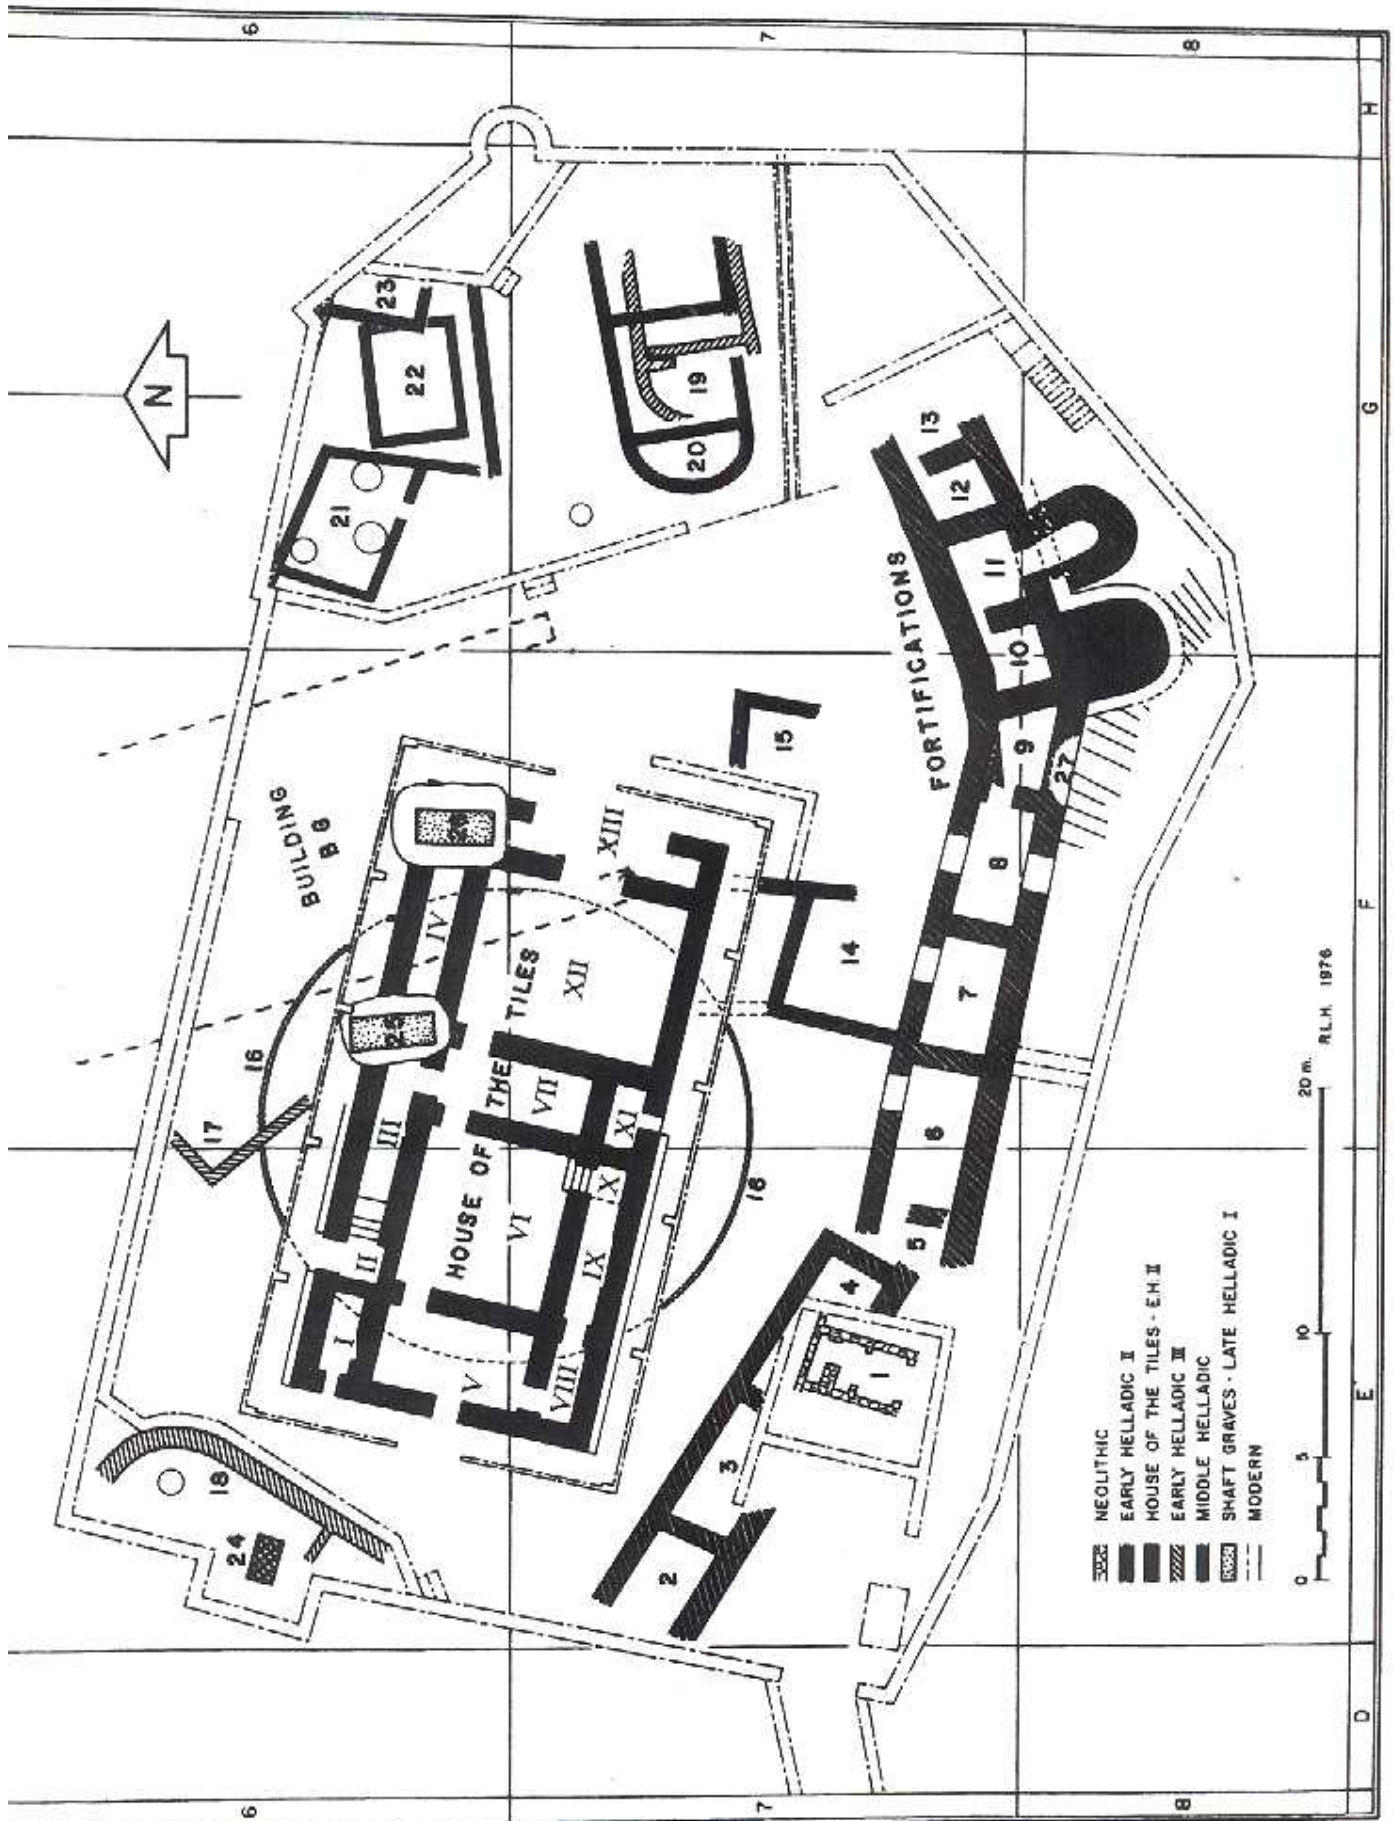 6
7
8
H
G
F
E
D
6
7
8
N
23
22
21
19
20
13
12
11
10
9
27
8
7
6
5
4
3
2
1
FORTIFICATIONS
15
14
BUILDING
BG
XIII
IV
XII
III
VII
XI
II
VI
IX
IX
I
V
VIII
HOUSE OF THE TILES
16
16
17
18
24
NEOLITHIC
EARLY HELLADIC II
HOUSE OF THE TILES - E.H. II
EARLY HELLADIC III
MIDDLE HELLADIC
SHAFT GRAVES - LATE HELLADIC I
MODERN
0 5 10 20 m.
R.L.H. 1976